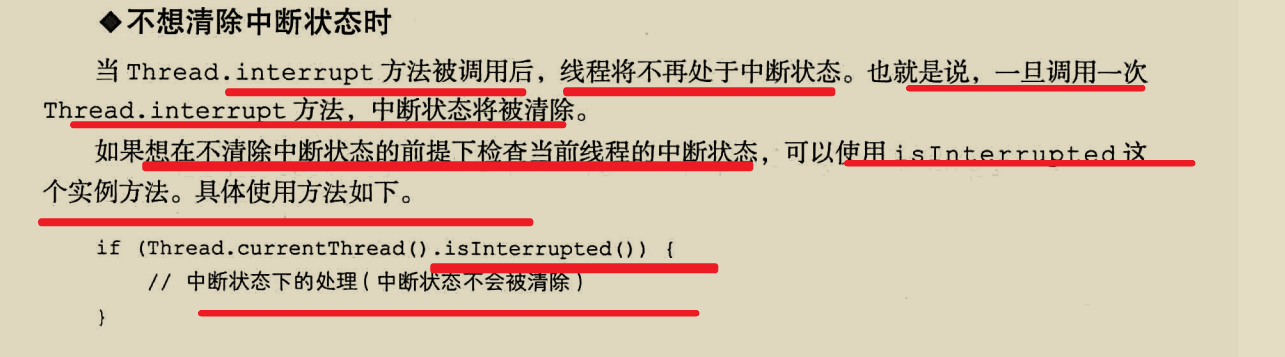 ◆不想清除中断状态时
当 Thread.interrupt 方法被调用后，线程将不再处于中断状态。也就是说，一旦调用一次
Thread.interrupt 方法，中断状态将被清除。
如果想在不清除中断状态的前提下检查当前线程的中断状态，可以使用 isInterrupted 这
个实例方法。具体使用方法如下。
if (Thread.currentThread().isInterrupted()) {
// 中断状态下的处理(中断状态不会被清除)
}